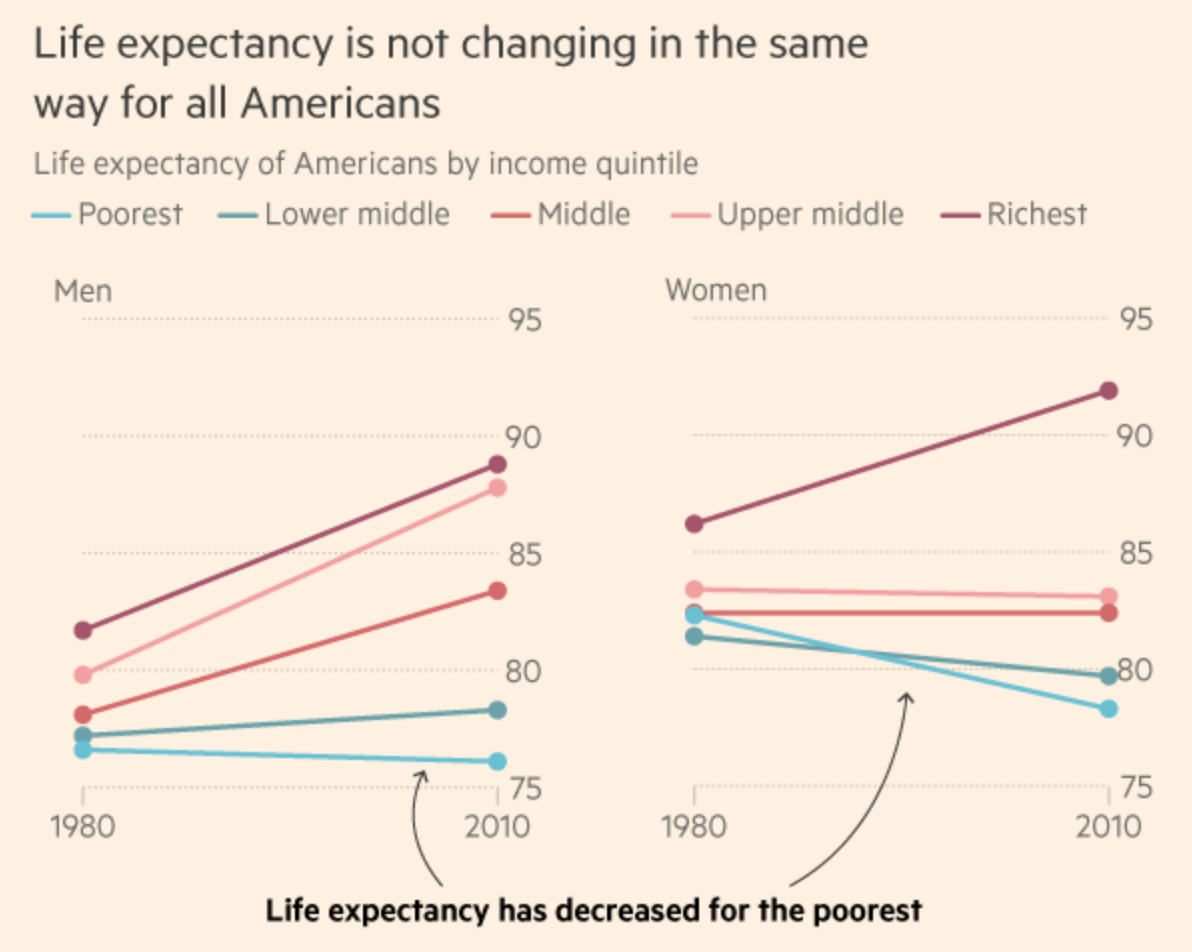 Life expectancy is not changing in the same
way for all Americans
Life expectancy of Americans by income quintile
Poorest Lower middle Middle Upper middle Richest
Men
95
90
85
80
75
1980 2010
Women
95
90
85
80
75
1980 2010
Life expectancy has decreased for the poorest